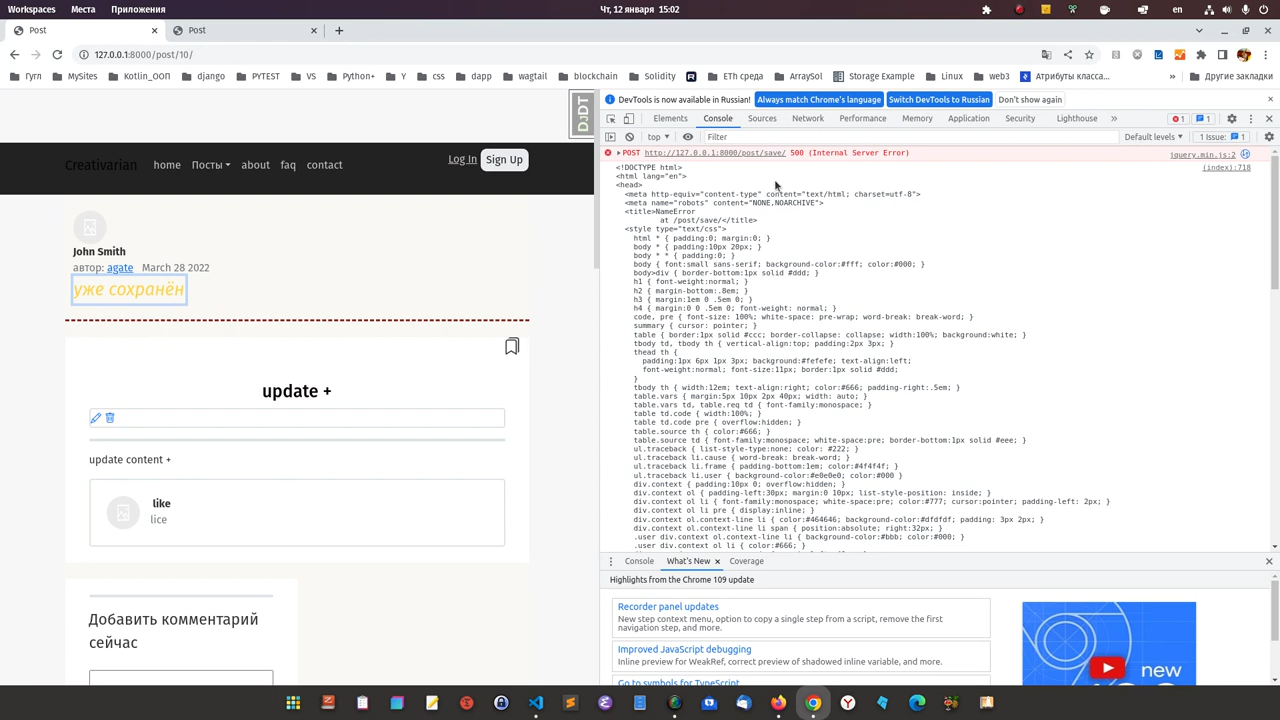 Workspaces Места Приложения Чт, 12 января 15:02 en
Post Post
127.0.0.1:8000/post/10/
Гугл MySites Kotlin_ООП django PYTEST VS Python+ Y css dapp wagtail blockchain Solidity ETh среда ArraySol Storage Example Linux web3 Атрибуты класса... » Другие закладки
DevTools is now available in Russian! Always match Chrome's language Switch DevTools to Russian Don't show again
Elements Console Sources Network Performance Memory Application Security Lighthouse » 1 1
top Filter Default levels 1 Issue: 1
DjDT
Creativarian home Посты about faq contact Log In Sign Up
John Smith
автор: agate March 28 2022
уже сохранён
update +
update content +
like
lice
Добавить комментарий
сейчас
POST http://127.0.0.1:8000/post/save/ 500 (Internal Server Error) jquery.min.js:2
<!DOCTYPE html> (index):718
<html lang="en">
<head>
<meta http-equiv="content-type" content="text/html; charset=utf-8">
<meta name="robots" content="NONE,NOARCHIVE">
<title>NameError
at /post/save/</title>
<style type="text/css">
html * { padding:0; margin:0; }
body * { padding:10px 20px; }
body * * { padding:0; }
body { font:small sans-serif; background-color:#fff; color:#000; }
body>div { border-bottom:1px solid #ddd; }
h1 { font-weight:normal; }
h2 { margin-bottom:.8em; }
h3 { margin:1em 0 .5em 0; }
h4 { margin:0 0 .5em 0; font-weight: normal; }
code, pre { font-size: 100%; white-space: pre-wrap; word-break: break-word; }
summary { cursor: pointer; }
table { border:1px solid #ccc; border-collapse: collapse; width:100%; background:white; }
tbody td, tbody th { vertical-align:top; padding:2px 3px; }
thead th {
padding:1px 6px 1px 3px; background:#fefefe; text-align:left;
font-weight:normal; font-size:11px; border:1px solid #ddd;
}
tbody th { width:12em; text-align:right; color:#666; padding-right:.5em; }
table.vars { margin:5px 10px 2px 40px; width: auto; }
table.vars td, table.req td { font-family:monospace; }
table td.code { width:100%; }
table td.code pre { overflow:hidden; }
table.source th { color:#666; }
table.source td { font-family:monospace; white-space:pre; border-bottom:1px solid #eee; }
ul.traceback { list-style-type:none; color: #222; }
ul.traceback li.cause { word-break: break-word; }
ul.traceback li.frame { padding-bottom:1em; color:#4f4f4f; }
ul.traceback li.user { background-color:#e0e0e0; color:#000 }
div.context { padding:10px 0; overflow:hidden; }
div.context ol { padding-left:30px; margin:0 10px; list-style-position: inside; }
div.context ol li { font-family:monospace; white-space:pre; color:#777; cursor:pointer; padding-left: 2px; }
div.context ol li pre { display:inline; }
div.context ol.context-line li { color:#464646; background-color:#dfdfdf; padding: 3px 2px; }
div.context ol.context-line li span { position:absolute; right:32px; }
.user div.context ol.context-line li { background-color:#bbb; color:#000; }
.user div.context ol li { color:#666; }
Console What's New Coverage
Highlights from the Chrome 109 update
Recorder panel updates
New step context menu, option to copy a single step from a script, remove the first
navigation step, and more.
Improved JavaScript debugging
Inline preview for WeakRef, correct preview of shadowed inline variable, and more.
Go to symbols for TypeScript
new